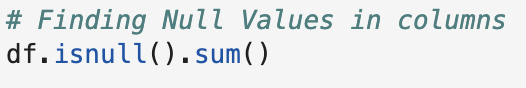 # Finding Null Values in columns
df.isnull().sum()